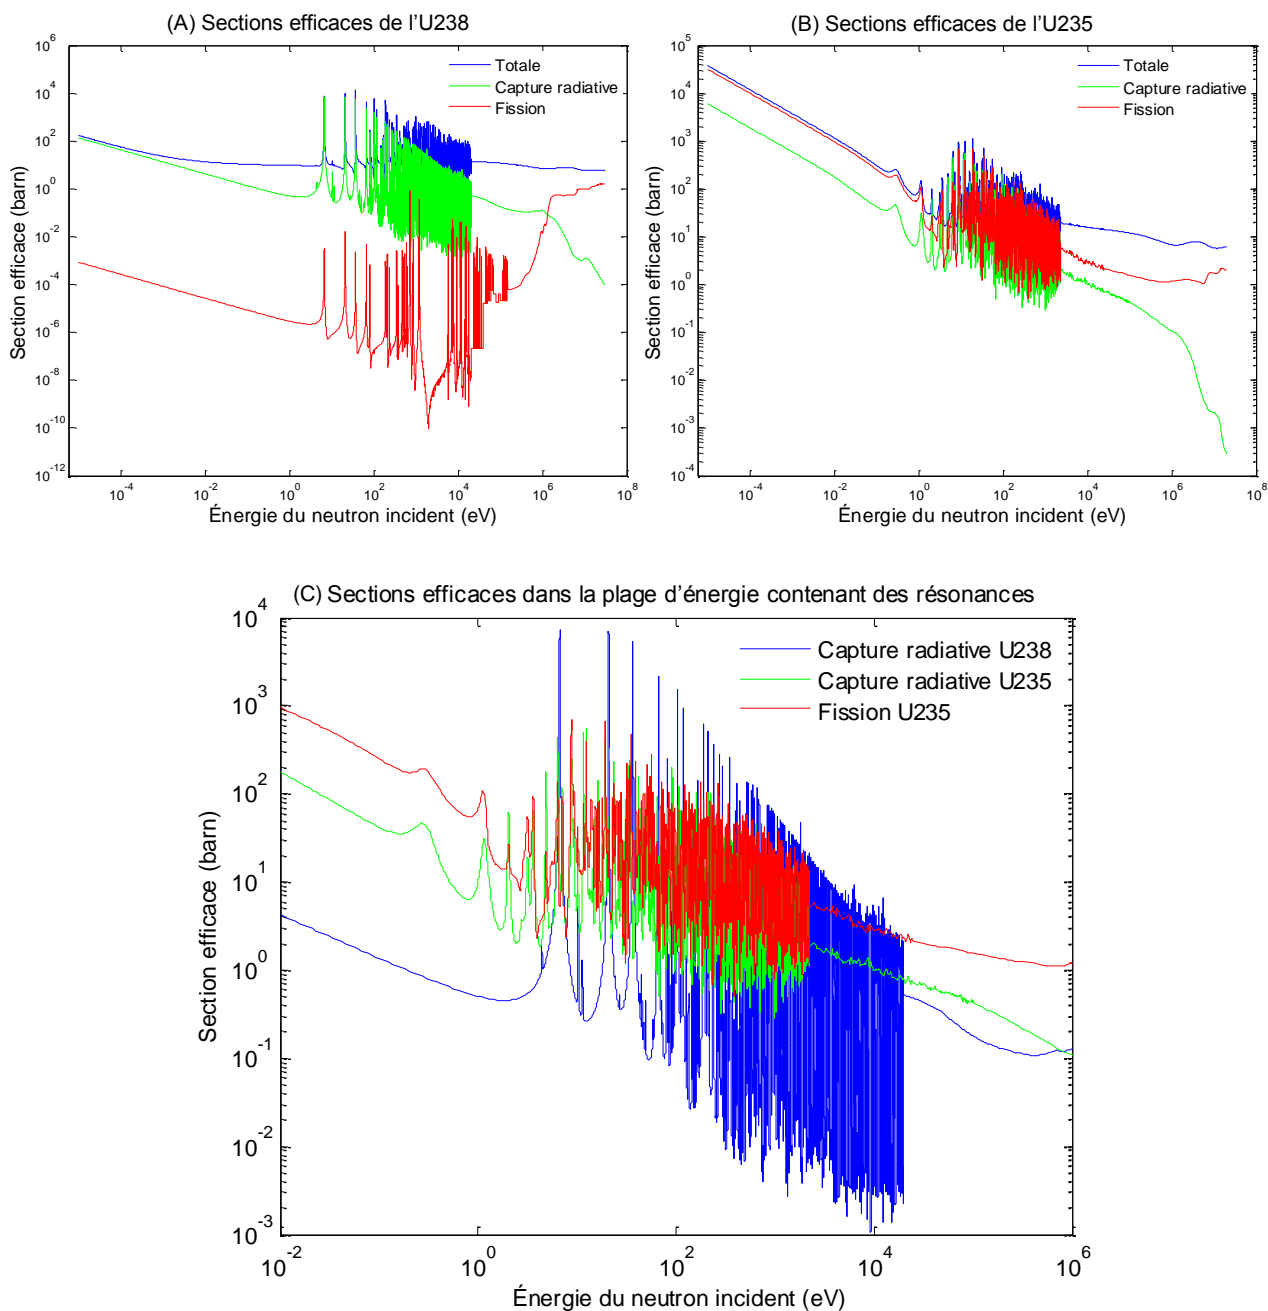 (A) Sections efficaces de l'U238
Totale
Capture radiative
Fission
10^6
10^4
10^2
10^0
10^-2
10^-4
10^-6
10^-8
10^-10
10^-12
Section efficace (barn)
10^-4
10^-2
10^0
10^2
10^4
10^6
10^8
Énergie du neutron incident (eV)
(B) Sections efficaces de l'U235
Totale
Capture radiative
Fission
10^5
10^4
10^3
10^2
10^1
10^0
10^-1
10^-2
10^-3
10^-4
Section efficace (barn)
10^-4
10^-2
10^0
10^2
10^4
10^6
10^8
Énergie du neutron incident (eV)
(C) Sections efficaces dans la plage d'énergie contenant des résonances
Capture radiative U238
Capture radiative U235
Fission U235
10^4
10^3
10^2
10^1
10^0
10^-1
10^-2
10^-3
Section efficace (barn)
10^-2
10^0
10^2
10^4
10^6
Énergie du neutron incident (eV)